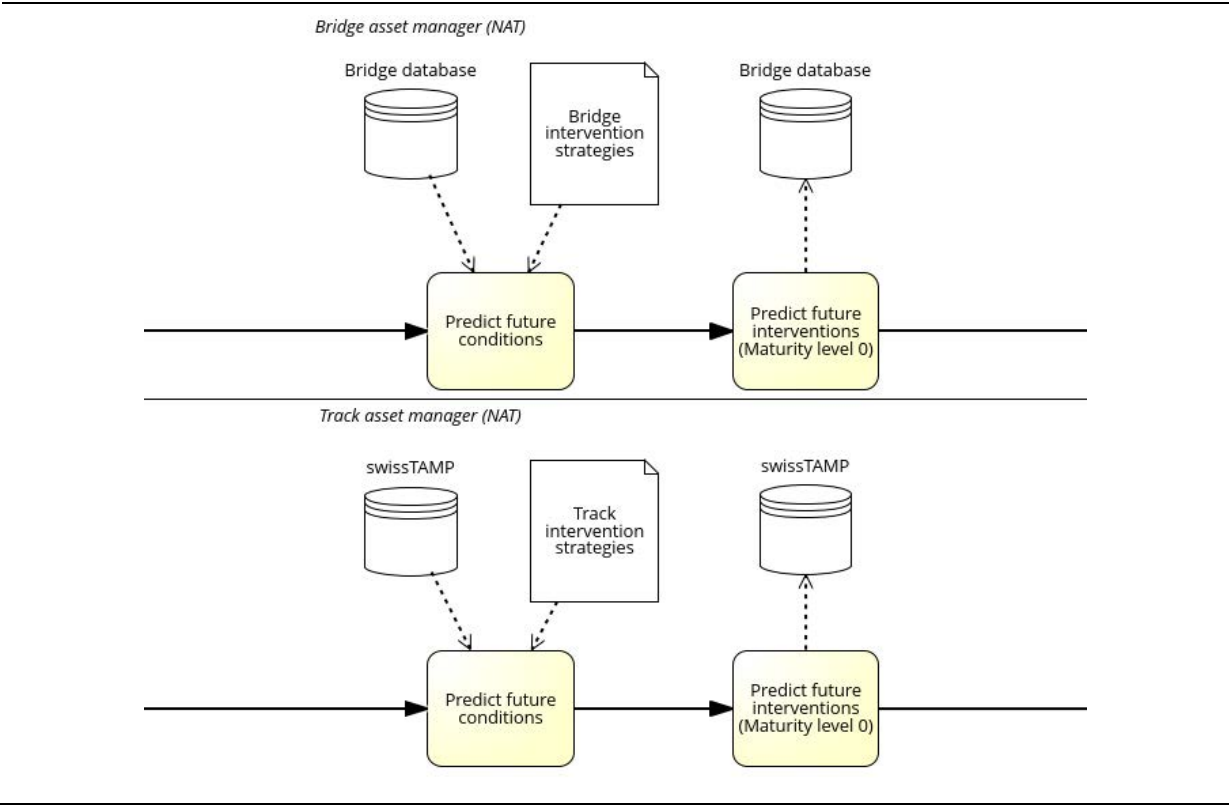 Bridge asset manager (NAT)
Bridge database
Bridge
intervention
strategies
Bridge database
Predict future
conditions
Predict future
interventions
(Maturity level 0)
Track asset manager (NAT)
swissTAMP
Track
intervention
strategies
swissTAMP
Predict future
conditions
Predict future
interventions
(Maturity level 0)